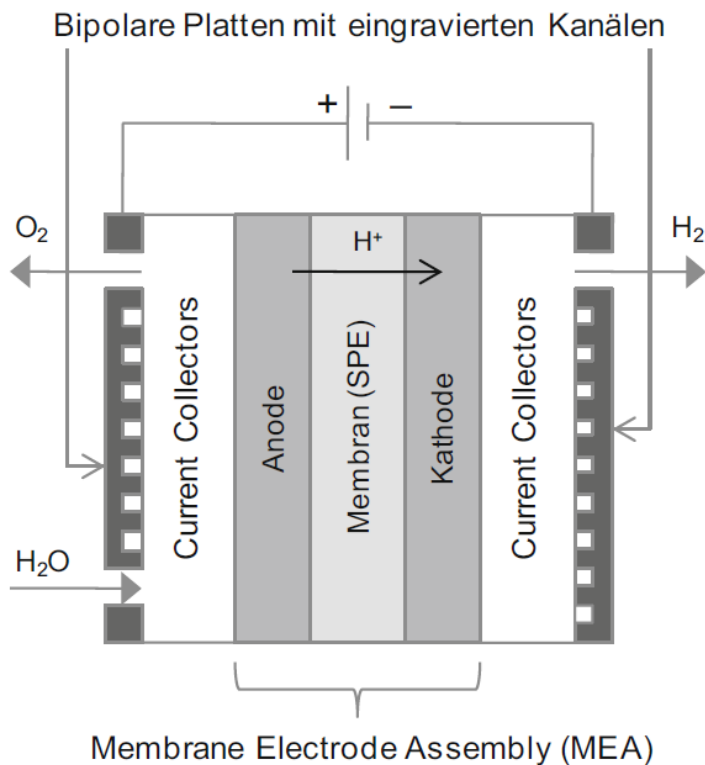 Bipolare Platten mit eingravierten Kanälen
+ –
O₂
H⁺
H₂
Current Collectors
Anode
Membran (SPE)
Kathode
Current Collectors
H₂O
Membrane Electrode Assembly (MEA)